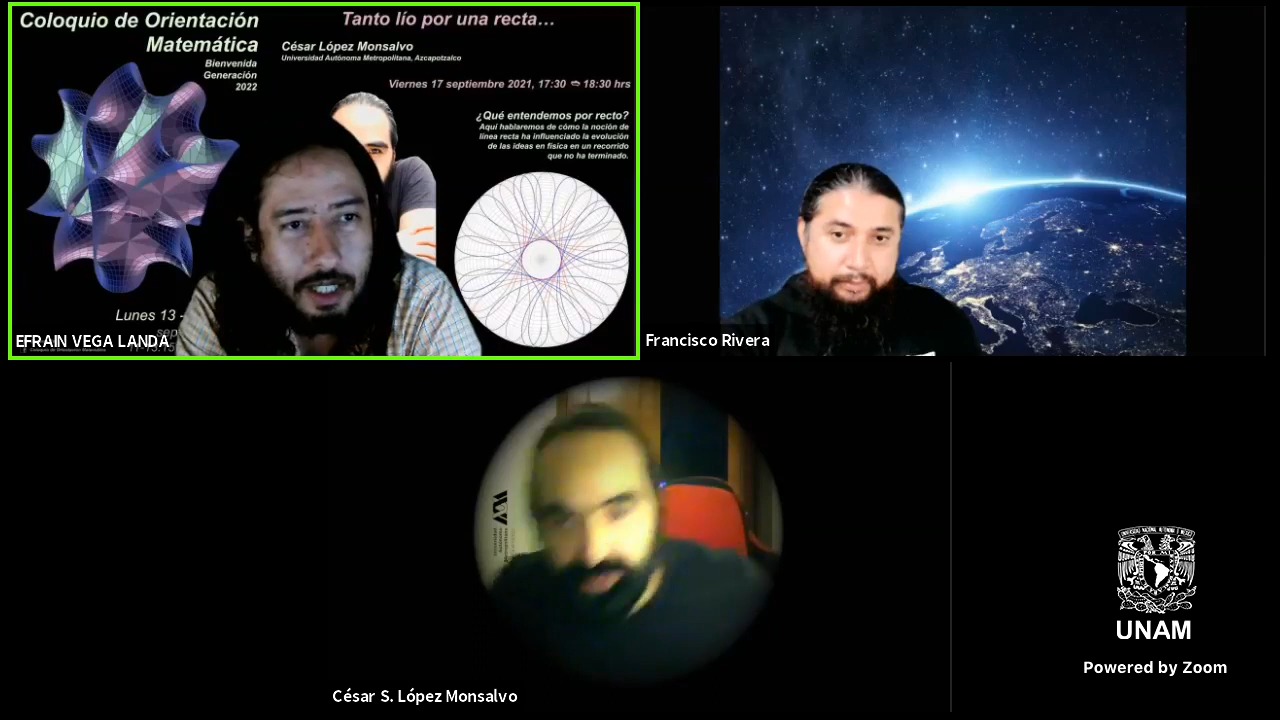 Coloquio de Orientación
Matemática
Bienvenida
Generación
2022
Tanto lío por una recta...
César López Monsalvo
Universidad Autónoma Metropolitana, Azcapotzalco
Viernes 17 septiembre 2021, 17:30 18:30 hrs
¿Qué entendemos por recto?
Aquí hablaremos de cómo la noción de
línea recta ha influenciado la evolución
de las ideas en física en un recorrido
que no ha terminado.
Lunes 13 -
EFRAIN VEGA LANDA
Francisco Rivera
César S. López Monsalvo
UNAM
Powered by Zoom